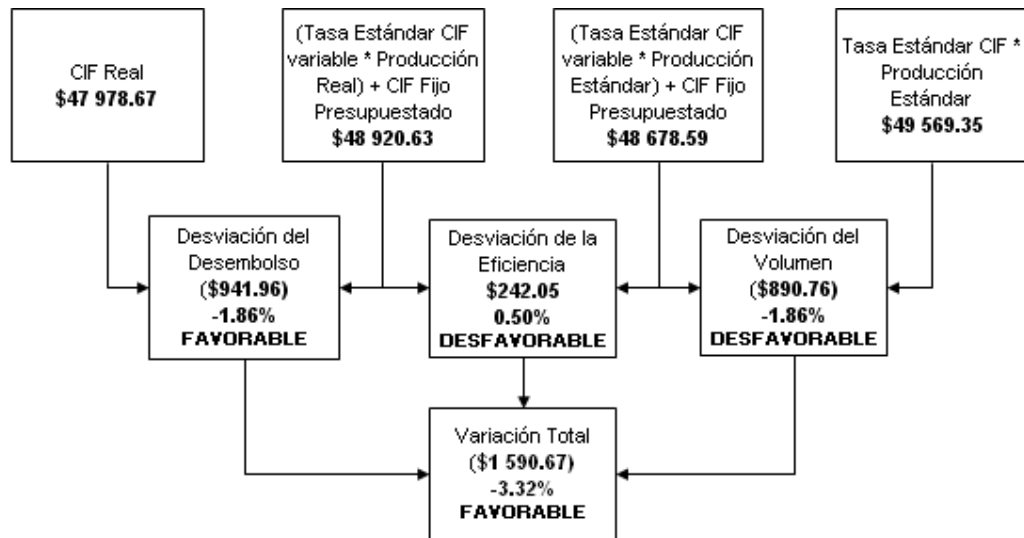 CIF Real
$47 978.67
(Tasa Estándar CIF
variable * Producción
Real) + CIF Fijo
Presupuestado
$48 920.63
(Tasa Estándar CIF
variable * Producción
Estándar) + CIF Fijo
Presupuestado
$48 678.59
Tasa Estándar CIF *
Producción
Estándar
$49 569.35
Desviación del
Desembolso
($941.96)
-1.86%
FAVORABLE
Desviación de la
Eficiencia
$242.05
0.50%
DESFAVORABLE
Desviación del
Volumen
($890.76)
-1.86%
DESFAVORABLE
Variación Total
($1 590.67)
-3.32%
FAVORABLE